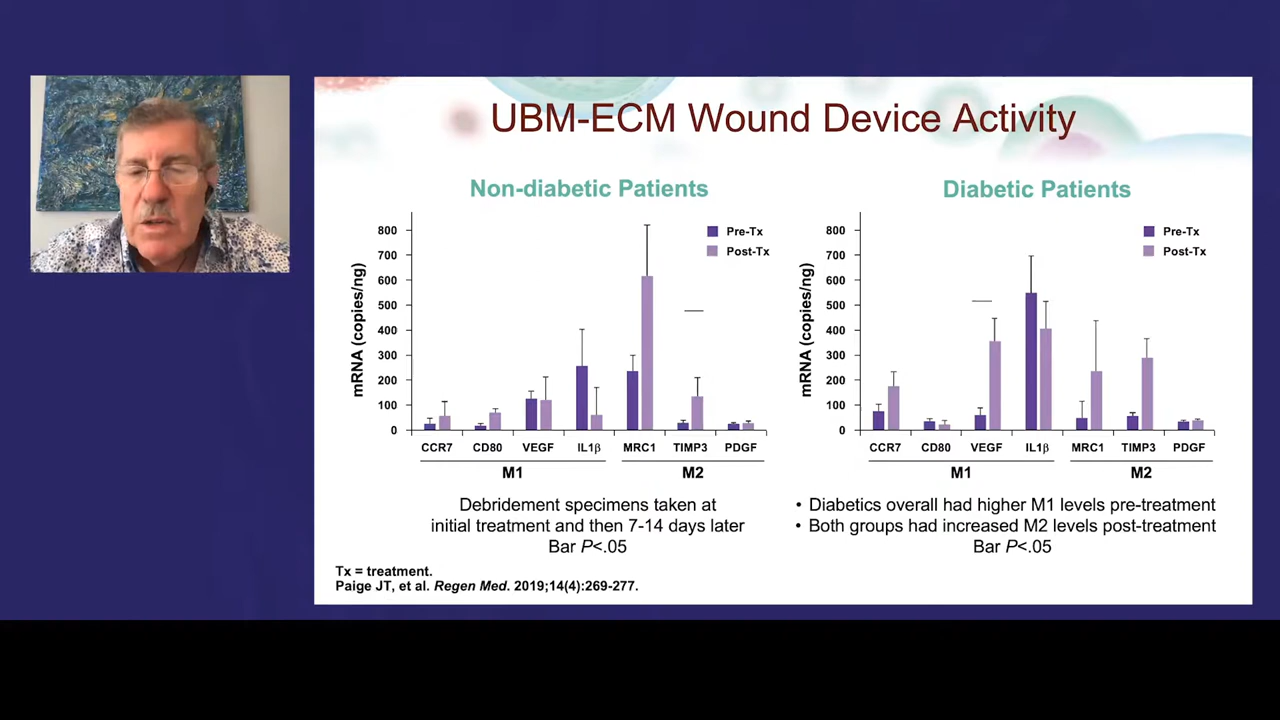 UBM-ECM Wound Device Activity
Non-diabetic Patients
mRNA (copies/ng)
800
700
600
500
400
300
200
100
0
Pre-Tx
Post-Tx
CCR7 CD80 VEGF IL1β MRC1 TIMP3 PDGF
M1 M2
Debridement specimens taken at
initial treatment and then 7-14 days later
Bar P<.05
Diabetic Patients
mRNA (copies/ng)
800
700
600
500
400
300
200
100
0
Pre-Tx
Post-Tx
CCR7 CD80 VEGF IL1β MRC1 TIMP3 PDGF
M1 M2
• Diabetics overall had higher M1 levels pre-treatment
• Both groups had increased M2 levels post-treatment
Bar P<.05
Tx = treatment.
Paige JT, et al. Regen Med. 2019;14(4):269-277.